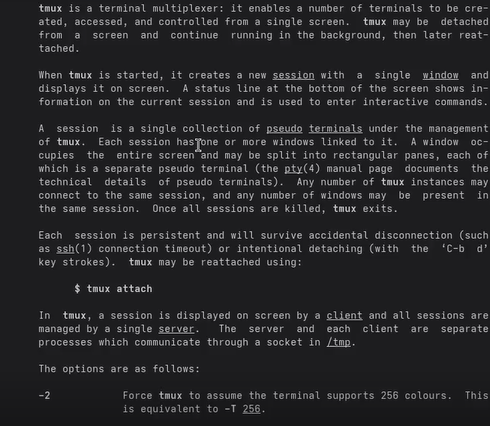 tmux is a terminal multiplexer: it enables a number of terminals to be cre-
ated, accessed, and controlled from a single screen. tmux may be detached
from a screen and continue running in the background, then later reat-
tached.
When tmux is started, it creates a new session with a single window and
displays it on screen. A status line at the bottom of the screen shows in-
formation on the current session and is used to enter interactive commands.
A session is a single collection of pseudo terminals under the management
of tmux. Each session has one or more windows linked to it. A window oc-
cupies the entire screen and may be split into rectangular panes, each of
which is a separate pseudo terminal (the pty(4) manual page documents the
technical details of pseudo terminals). Any number of tmux instances may
connect to the same session, and any number of windows may be present in
the same session. Once all sessions are killed, tmux exits.
Each session is persistent and will survive accidental disconnection (such
as ssh(1) connection timeout) or intentional detaching (with the ‘C-b d’
key strokes). tmux may be reattached using:
$ tmux attach
In tmux, a session is displayed on screen by a client and all sessions are
managed by a single server. The server and each client are separate
processes which communicate through a socket in /tmp.
The options are as follows:
-2 Force tmux to assume the terminal supports 256 colours. This
is equivalent to -T 256.